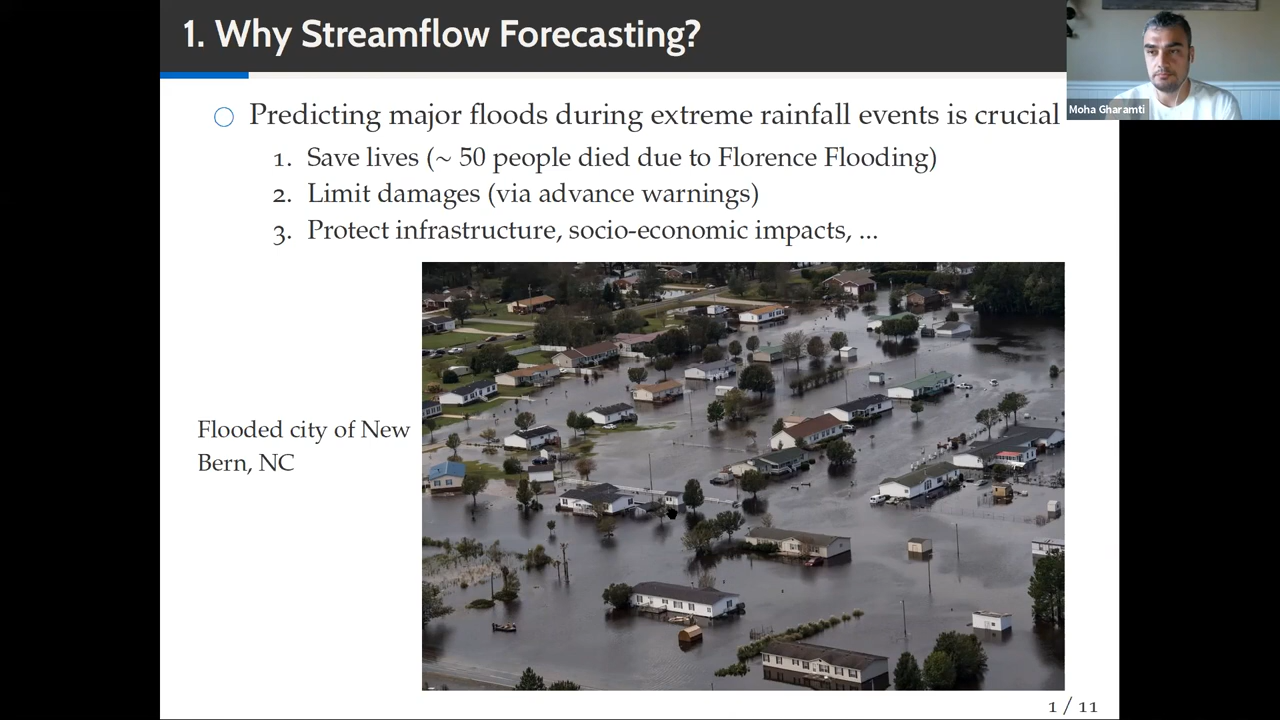 1. Why Streamflow Forecasting?
Moha Gharamti
Predicting major floods during extreme rainfall events is crucial
1. Save lives (~ 50 people died due to Florence Flooding)
2. Limit damages (via advance warnings)
3. Protect infrastructure, socio-economic impacts, ...
Flooded city of New
Bern, NC
1 / 11